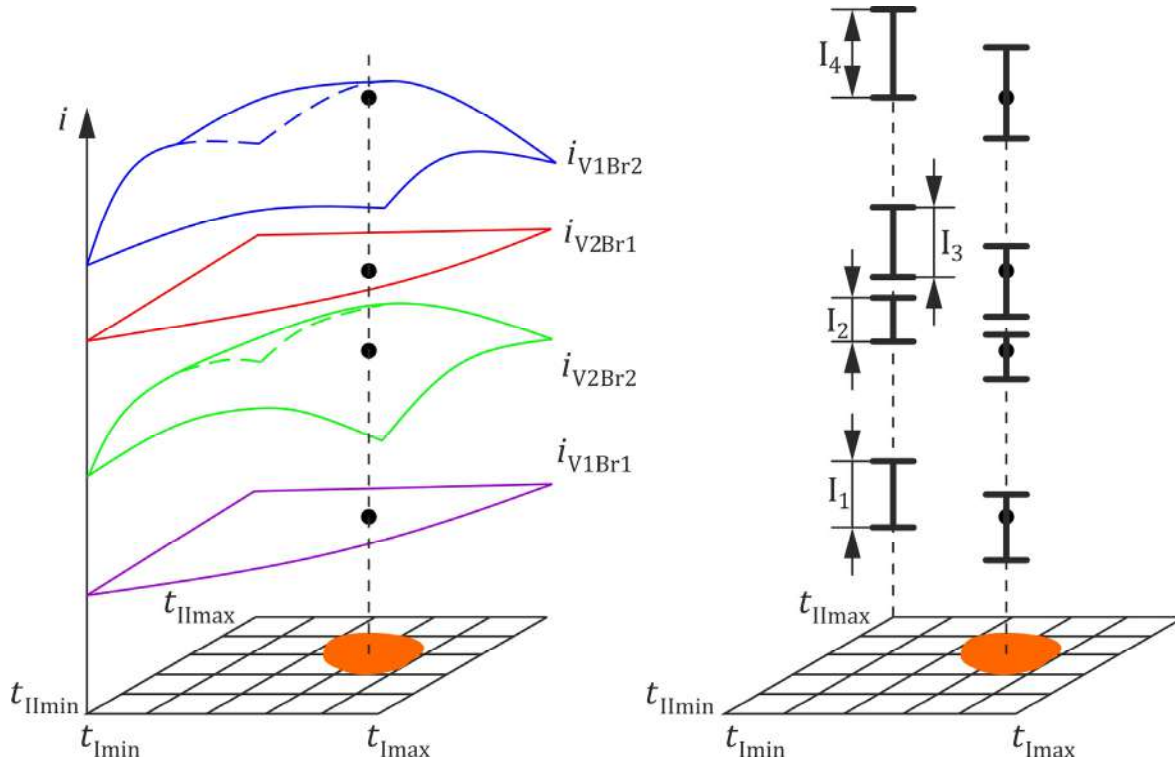 i
i_V1Br2
i_V2Br1
i_V2Br2
i_V1Br1
t_IImax
t_IImin
t_Imin
t_Imax
I_4
I_3
I_2
I_1
t_IImax
t_IImin
t_Imin
t_Imax